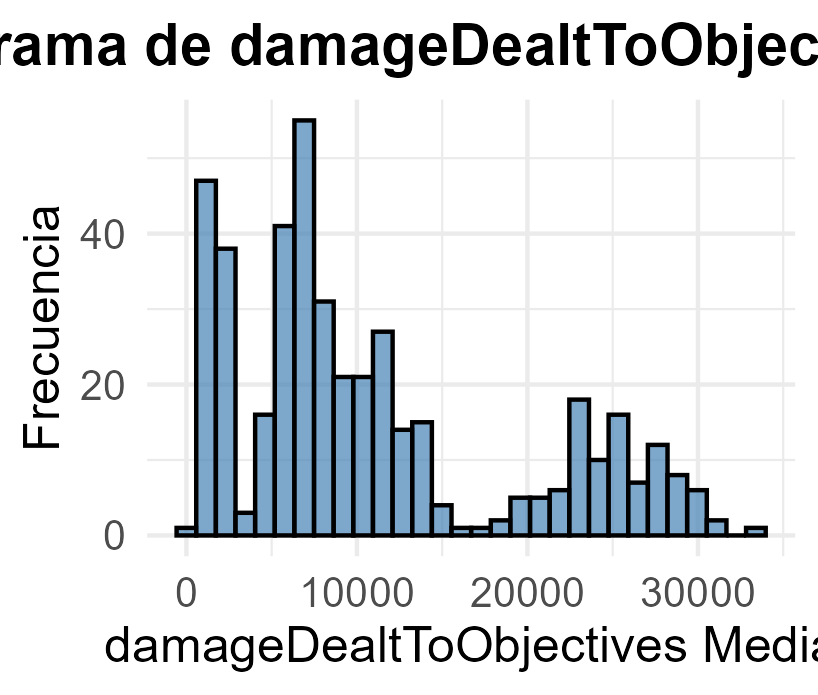 rama de damageDealtToObjec
Frecuencia
40
20
0
0 10000 20000 30000
damageDealtToObjectives Media